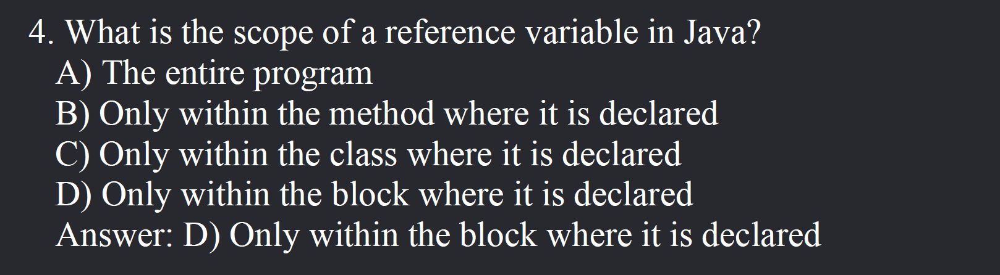 4. What is the scope of a reference variable in Java?
A) The entire program
B) Only within the method where it is declared
C) Only within the class where it is declared
D) Only within the block where it is declared
Answer: D) Only within the block where it is declared